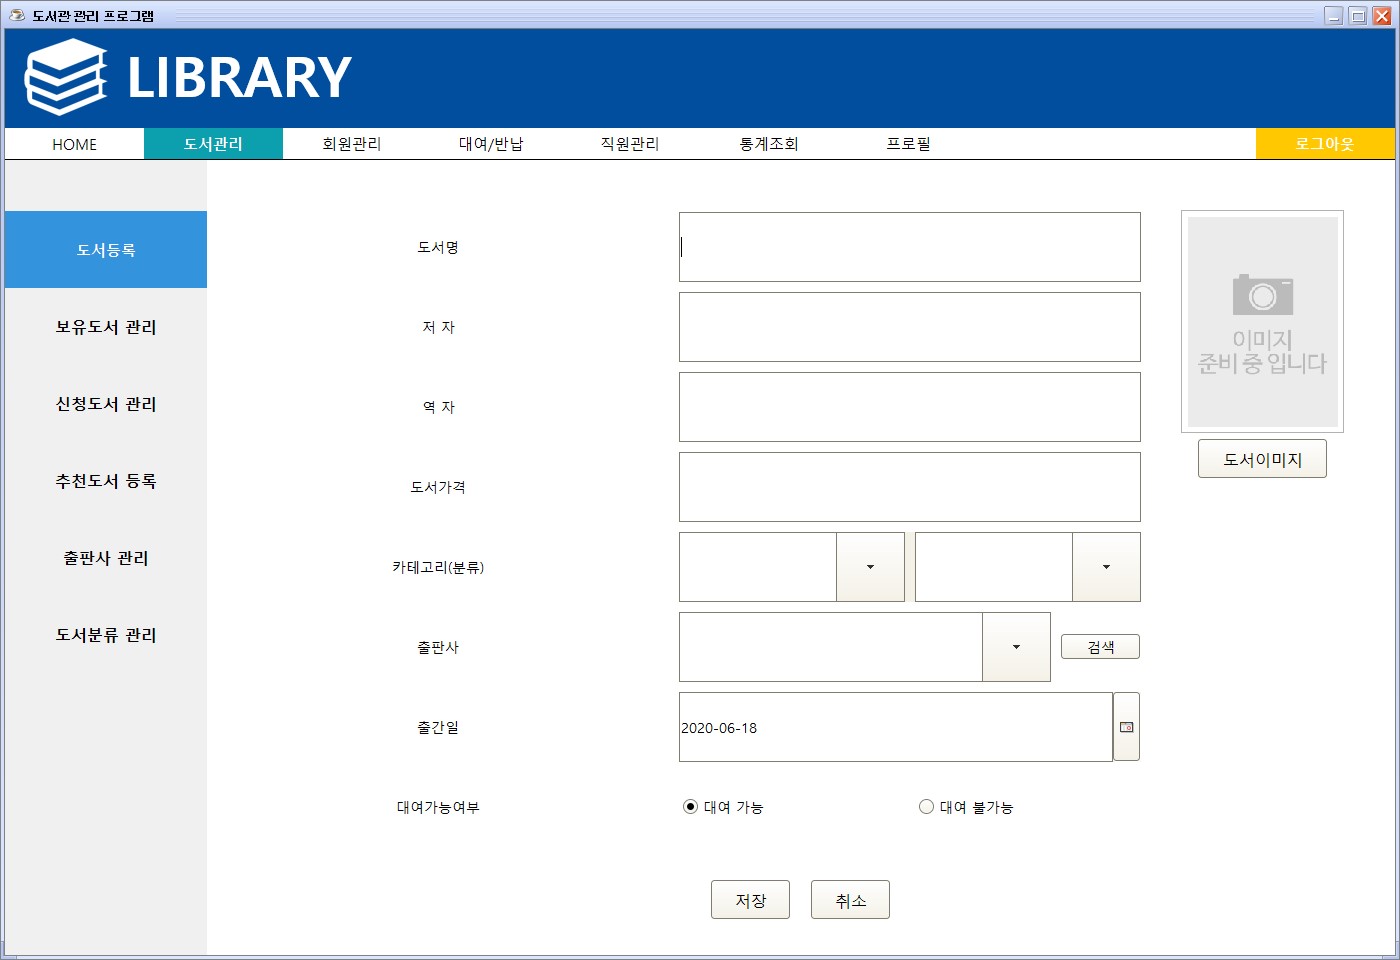 도서관 관리 프로그램
LIBRARY
HOME
도서관리
회원관리
대여/반납
직원관리
통계조회
프로필
로그아웃
도서등록
보유도서 관리
신청도서 관리
추천도서 등록
출판사 관리
도서분류 관리
도서명
저 자
역 자
도서가격
카테고리(분류)
출판사
검색
출간일
2020-06-18
대여가능여부
대여 가능
대여 불가능
이미지
준비 중 입니다
도서이미지
저장
취소